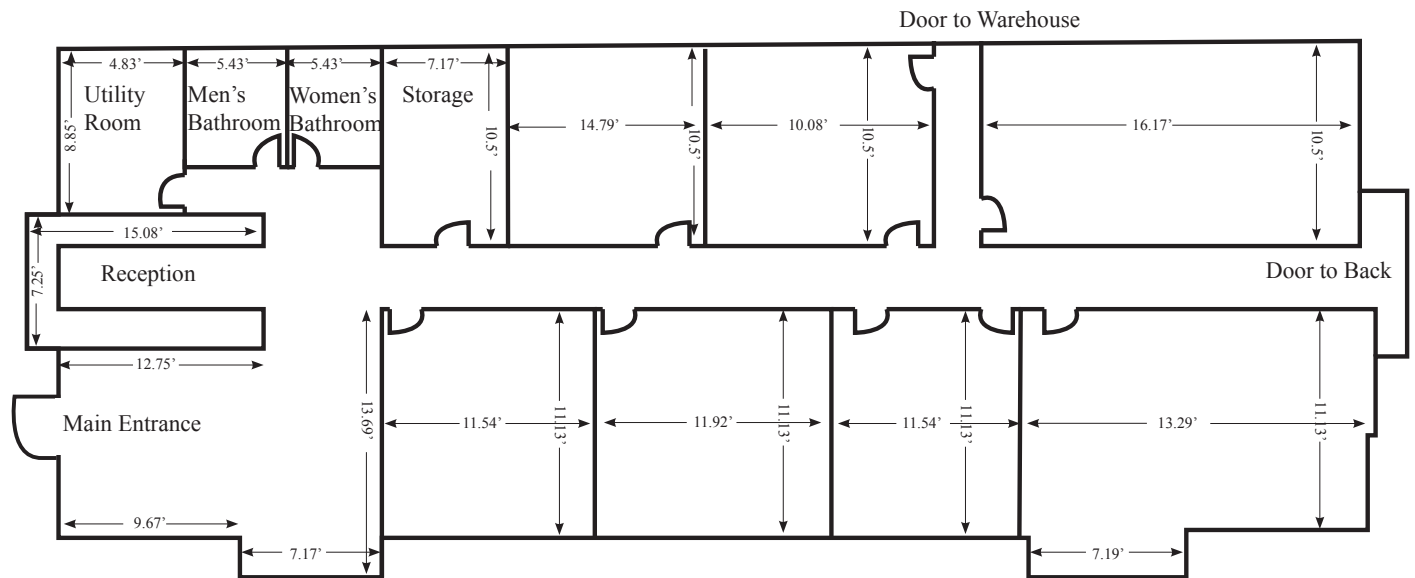 Door to Warehouse
4.83’
5.43’
5.43’
7.17’
Utility
Room
Men’s
Bathroom
Women’s
Bathroom
Storage
8.85’
10.5’
14.79’
10.5’
10.08’
10.5’
16.17’
10.5’
15.08’
7.25’
Reception
Door to Back
12.75’
Main Entrance
13.69’
11.54’
11.13’
11.92’
11.13’
11.54’
11.13’
13.29’
11.13’
9.67’
7.17’
7.19’